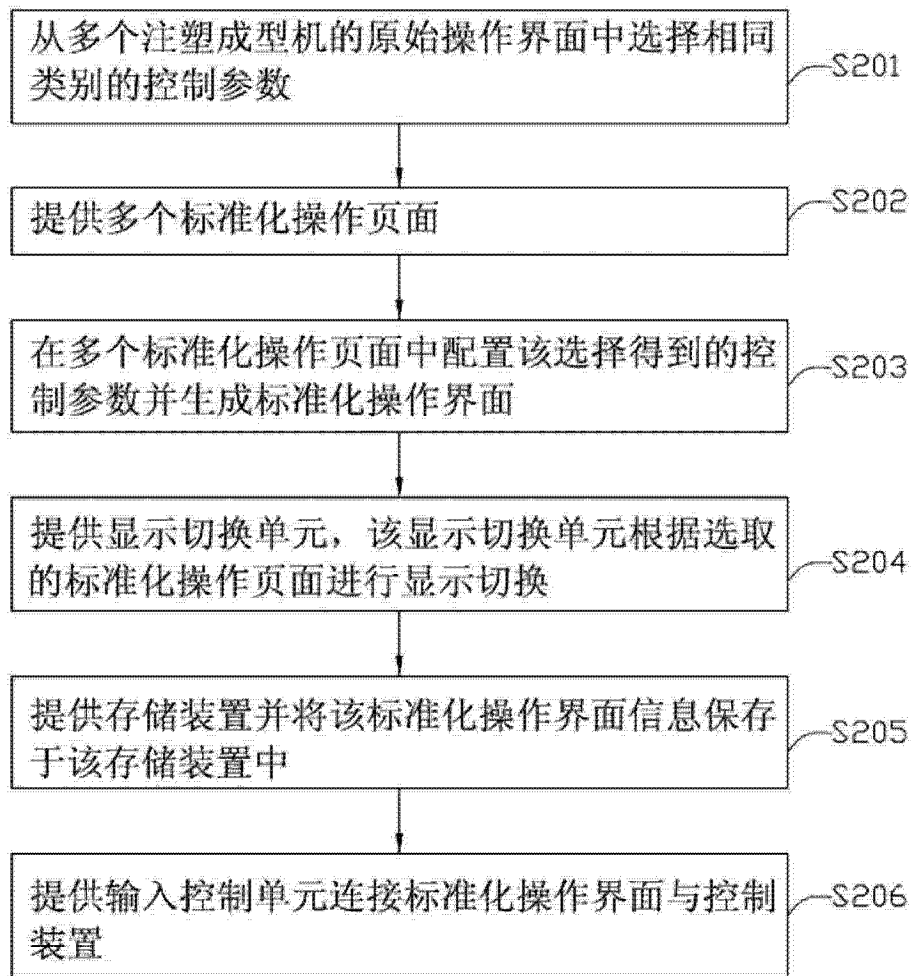 从多个注塑成型机的原始操作界面中选择相同
类别的控制参数
S201
提供多个标准化操作页面
S202
在多个标准化操作页面中配置该选择得到的控
制参数并生成标准化操作界面
S203
提供显示切换单元，该显示切换单元根据选取
的标准化操作页面进行显示切换
S204
提供存储装置并将该标准化操作界面信息保存
于该存储装置中
S205
提供输入控制单元连接标准化操作界面与控制
装置
S206